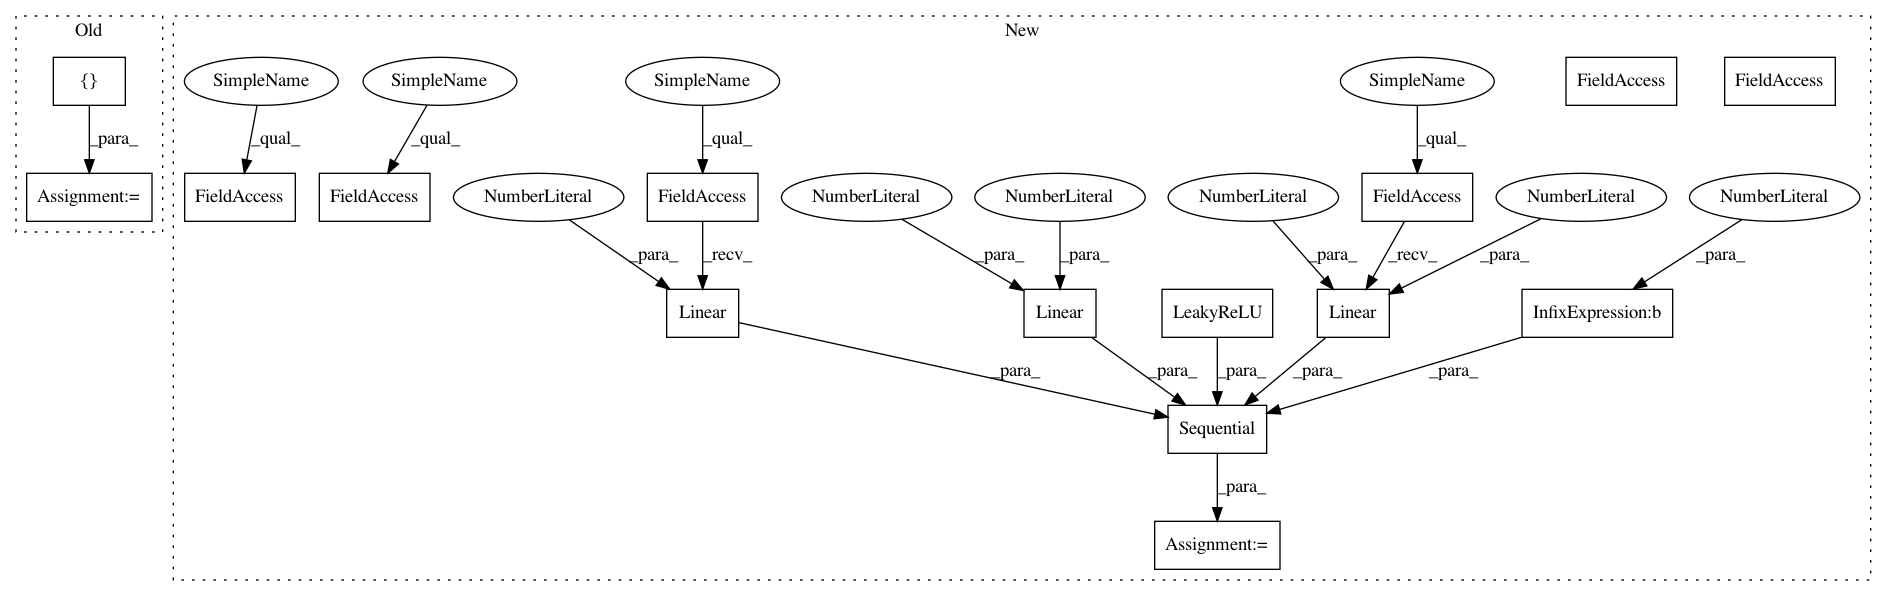 Old
New
{}
SimpleName
SimpleName
SimpleName
SimpleName
FieldAccess
FieldAccess
_para_
_qual_
_qual_
_qual_
_qual_
Assignment:=
FieldAccess
FieldAccess
NumberLiteral
FieldAccess
NumberLiteral
NumberLiteral
NumberLiteral
FieldAccess
NumberLiteral
NumberLiteral
_para_
_recv_
_para_
_para_
_para_
_recv_
_para_
_para_
Linear
Linear
LeakyReLU
Linear
InfixExpression:b
_para_
_para_
_para_
_para_
_para_
Sequential
_para_
Assignment:=